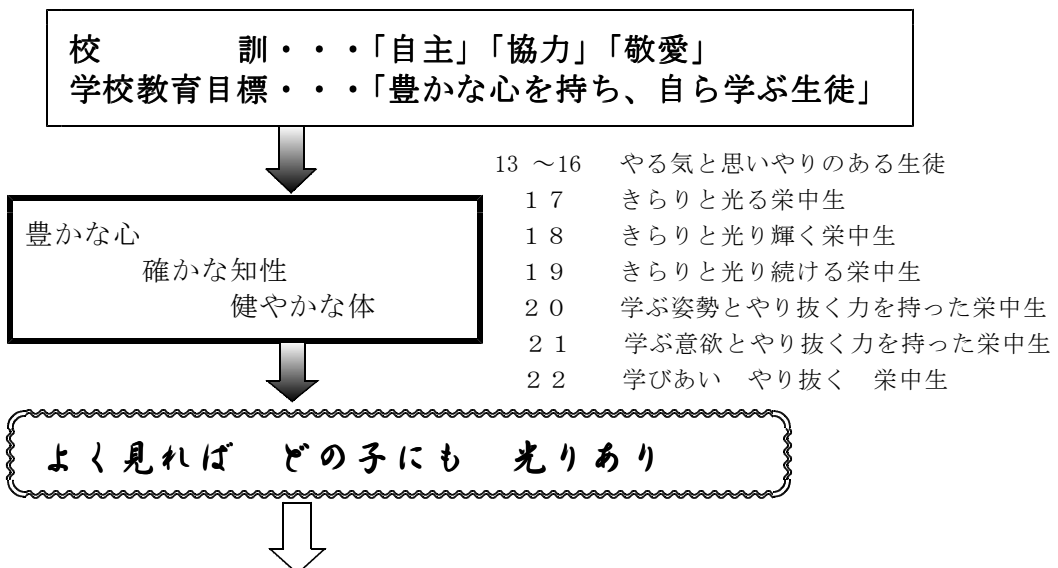 校　　　　　訓・・・「自主」「協力」「敬愛」
学校教育目標・・・「豊かな心を持ち、自ら学ぶ生徒」
13 ～16　やる気と思いやりのある生徒
１７　きらりと光る栄中生
１８　きらりと光り輝く栄中生
１９　きらりと光り続ける栄中生
２０　学ぶ姿勢とやり抜く力を持った栄中生
２１　学ぶ意欲とやり抜く力を持った栄中生
２２　学びあい　やり抜く　栄中生
豊かな心
確かな知性
健やかな体
よく見れば　どの子にも　光りあり